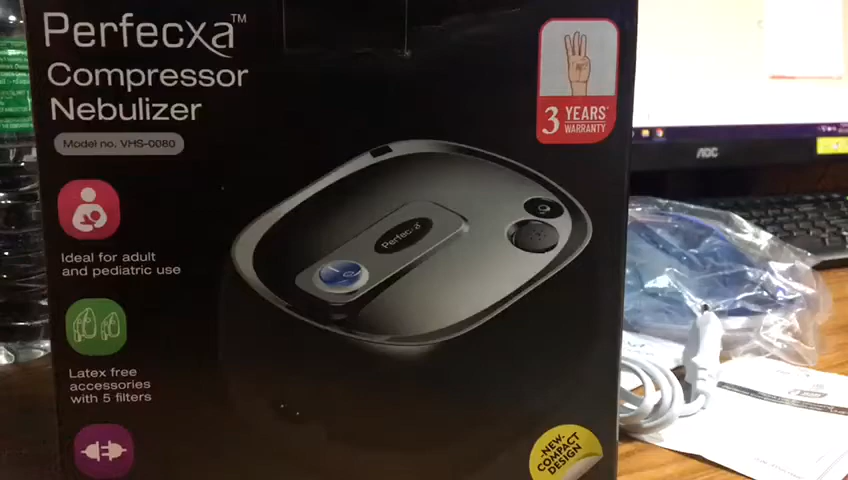 Perfecxa™
Compressor
Nebulizer
Model no. VHS-0080
3 YEARS*
WARRANTY
Ideal for adult
and pediatric use
Latex free
accessories
with 5 filters
Perfecxa
-NEW-
COMPACT
DESIGN
AOC